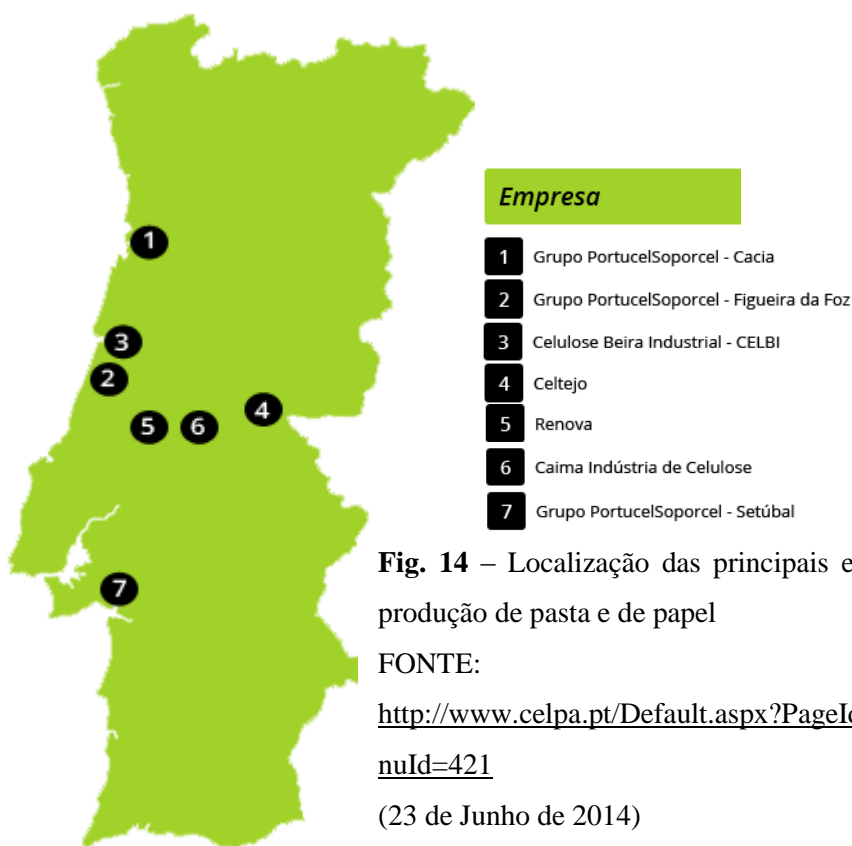 1
3
2
4
5
6
7
Empresa
1 Grupo PortucelSoporcel - Cacia
2 Grupo PortucelSoporcel - Figueira da Foz
3 Celulose Beira Industrial - CELBI
4 Celtejo
5 Renova
6 Caima Indústria de Celulose
7 Grupo PortucelSoporcel - Setúbal
Fig. 14 – Localização das principais e
produção de pasta e de papel
FONTE:
http://www.celpa.pt/Default.aspx?PageId
nuId=421
(23 de Junho de 2014)